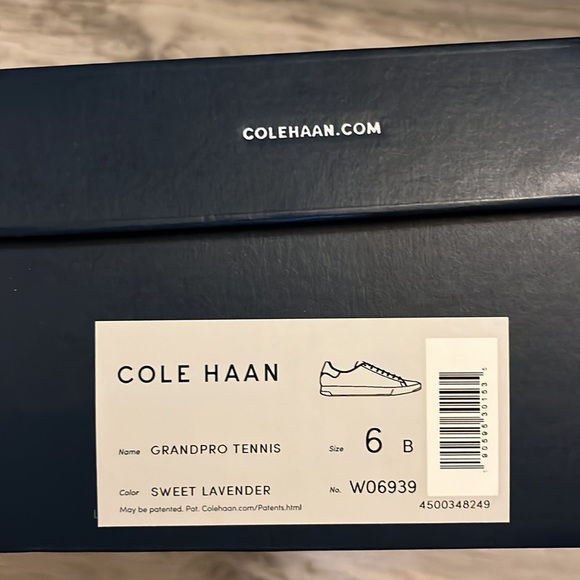 COLEHAAN.COM
COLE HAAN
Name GRANDPRO TENNIS
Size 6 B
Color SWEET LAVENDER
No. W06939
May be patented. Pat. Colehaan.com/Patents.html
4500348249